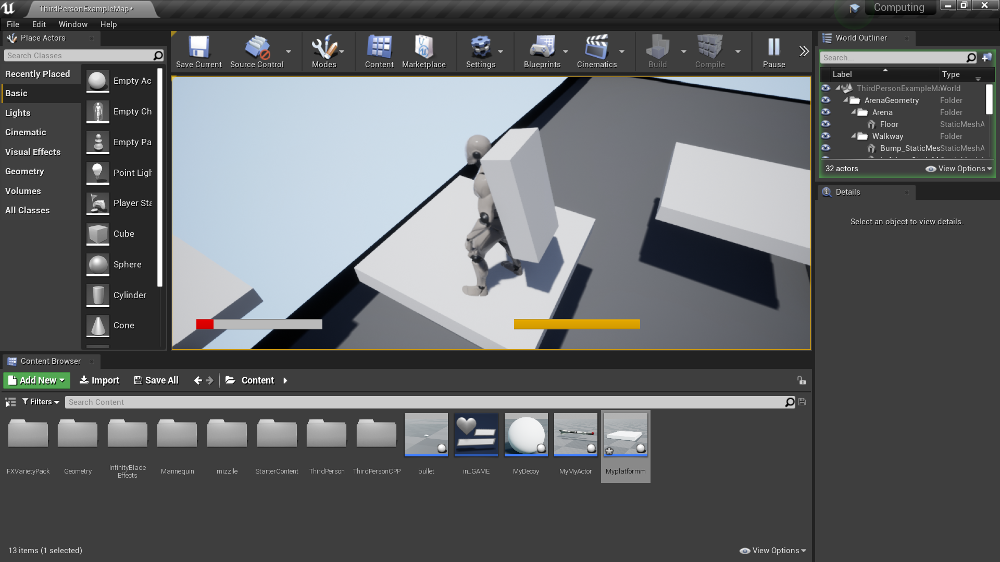 ThirdPersonExampleMap*
Computing
File Edit Window Help
Place Actors
Search Classes
Recently Placed
Basic
Lights
Cinematic
Visual Effects
Geometry
Volumes
All Classes
Empty Ac
Empty Ch
Empty Pa
Point Ligh
Player Sta
Cube
Sphere
Cylinder
Cone
Save Current Source Control Modes Content Marketplace Settings Blueprints Cinematics Build Compile Pause
World Outliner
Search...
Label Type
ThirdPersonExampleMa World
ArenaGeometry Folder
Arena Folder
Floor StaticMeshA
Walkway Folder
Bump_StaticMes StaticMeshA
32 actors View Options
Details
Select an object to view details.
Content Browser
Add New Import Save All Content
Filters Search Content
FXVarietyPack
Geometry
InfinityBlade
Effects
Mannequin
mizzile
StarterContent
ThirdPerson
ThirdPersonCPP
bullet
in_GAME
MyDecoy
MyMyActor
Myplatformm
13 items (1 selected) View Options